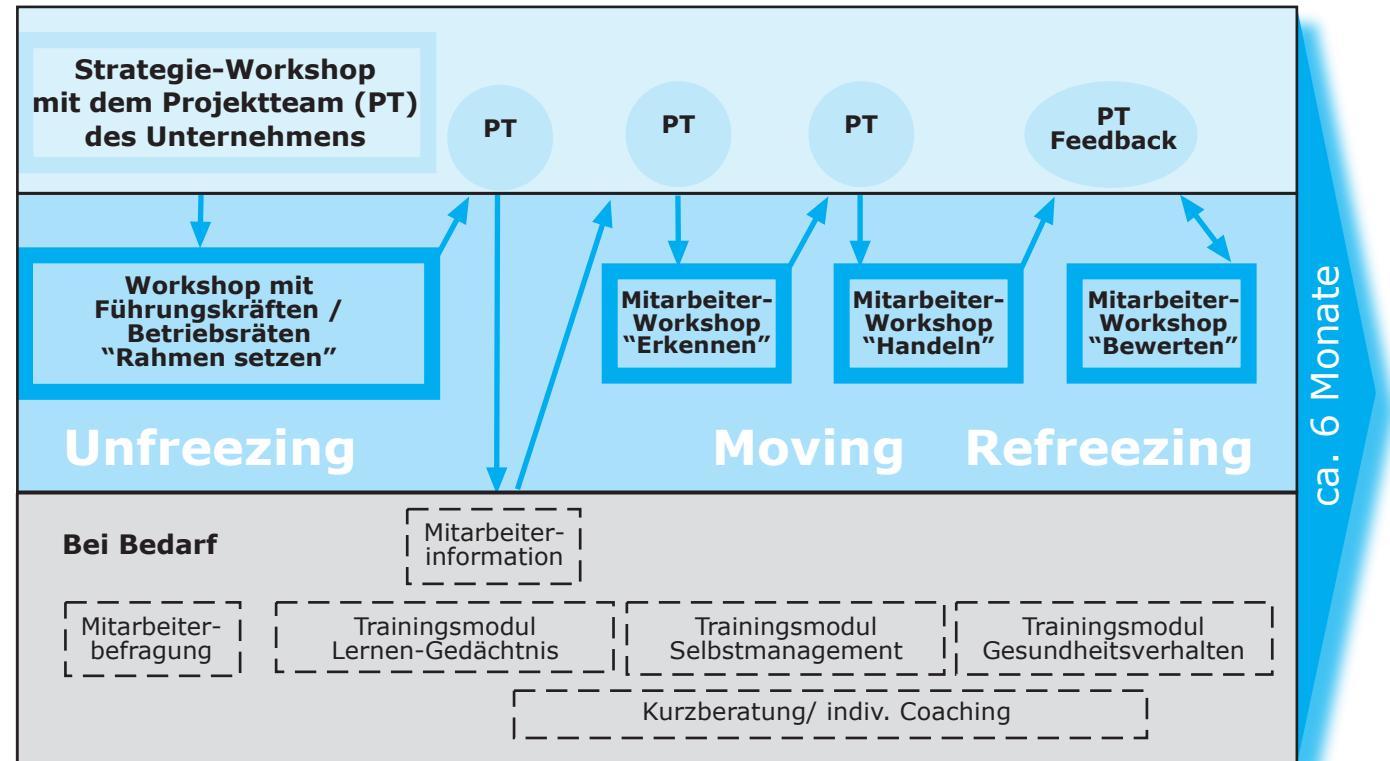 Strategie-Workshop
mit dem Projektteam (PT)
des Unternehmens
PT
PT
PT
PT
Feedback
Workshop mit
Führungskräften /
Betriebsräten
“Rahmen setzen”
Mitarbeiter-
Workshop
“Erkennen”
Mitarbeiter-
Workshop
“Handeln”
Mitarbeiter-
Workshop
“Bewerten”
Unfreezing
Moving
Refreezing
ca. 6 Monate
Bei Bedarf
Mitarbeiter-
information
Mitarbeiter-
befragung
Trainingsmodul
Lernen-Gedächtnis
Trainingsmodul
Selbstmanagement
Trainingsmodul
Gesundheitsverhalten
Kurzberatung/ indiv. Coaching